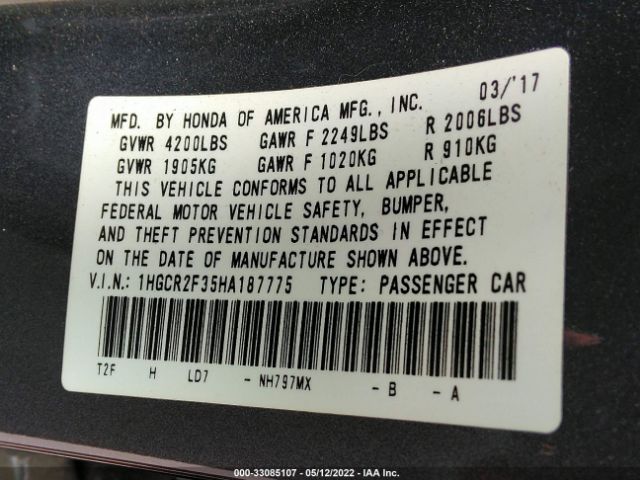 MFD. BY HONDA OF AMERICA MFG., INC. 03/'17
GVWR 4200LBS GAWR F 2249LBS R 2006LBS
GVWR 1905KG GAWR F 1020KG R 910KG
THIS VEHICLE CONFORMS TO ALL APPLICABLE
FEDERAL MOTOR VEHICLE SAFETY, BUMPER,
AND THEFT PREVENTION STANDARDS IN EFFECT
ON THE DATE OF MANUFACTURE SHOWN ABOVE.
V.I.N.: 1HGCR2F35HA187775 TYPE: PASSENGER CAR
T2F H LD7 - NH797MX - B - A
000-33085107 - 05/12/2022 - IAA Inc.